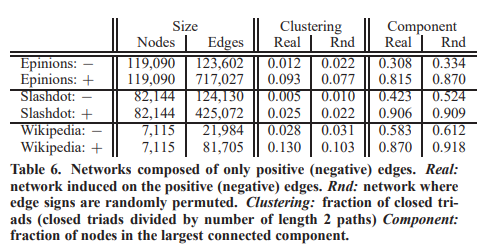 Size Clustering Component
Nodes Edges Real Rnd Real Rnd
Epinions: − 119,090 123,602 0.012 0.022 0.308 0.334
Epinions: + 119,090 717,027 0.093 0.077 0.815 0.870
Slashdot: − 82,144 124,130 0.005 0.010 0.423 0.524
Slashdot: + 82,144 425,072 0.025 0.022 0.906 0.909
Wikipedia: − 7,115 21,984 0.028 0.031 0.583 0.612
Wikipedia: + 7,115 81,705 0.130 0.103 0.870 0.918
Table 6. Networks composed of only positive (negative) edges. Real:
network induced on the positive (negative) edges. Rnd: network where
edge signs are randomly permuted. Clustering: fraction of closed tri-
ads (closed triads divided by number of length 2 paths) Component:
fraction of nodes in the largest connected component.